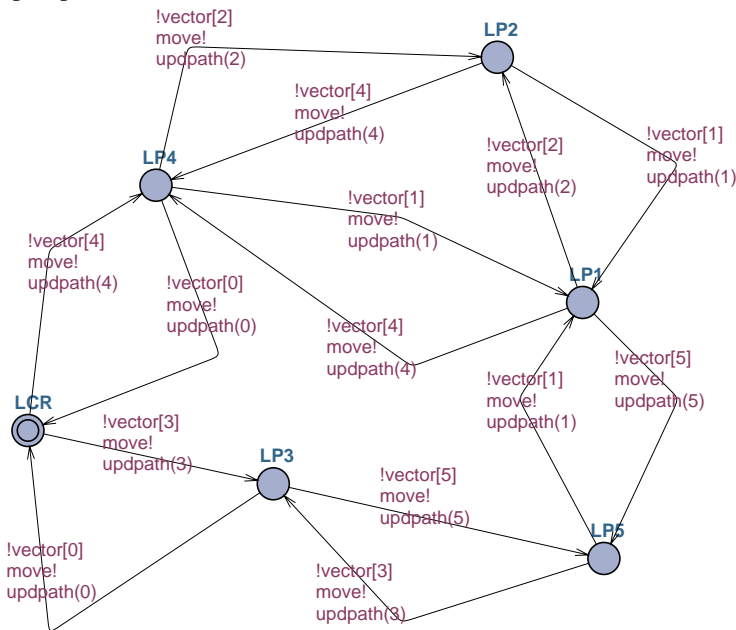 !vector[2]
move!
updpath(2)
LP2
!vector[4]
move!
updpath(4)
!vector[1]
move!
updpath(1)
!vector[2]
move!
updpath(2)
LP4
!vector[1]
move!
updpath(1)
!vector[4]
move!
updpath(4)
!vector[0]
move!
updpath(0)
LP1
!vector[4]
move!
updpath(4)
!vector[5]
move!
updpath(5)
!vector[1]
move!
updpath(1)
LCR
!vector[3]
move!
updpath(3)
LP3
!vector[5]
move!
updpath(5)
LP5
!vector[0]
move!
updpath(0)
!vector[3]
move!
updpath(3)